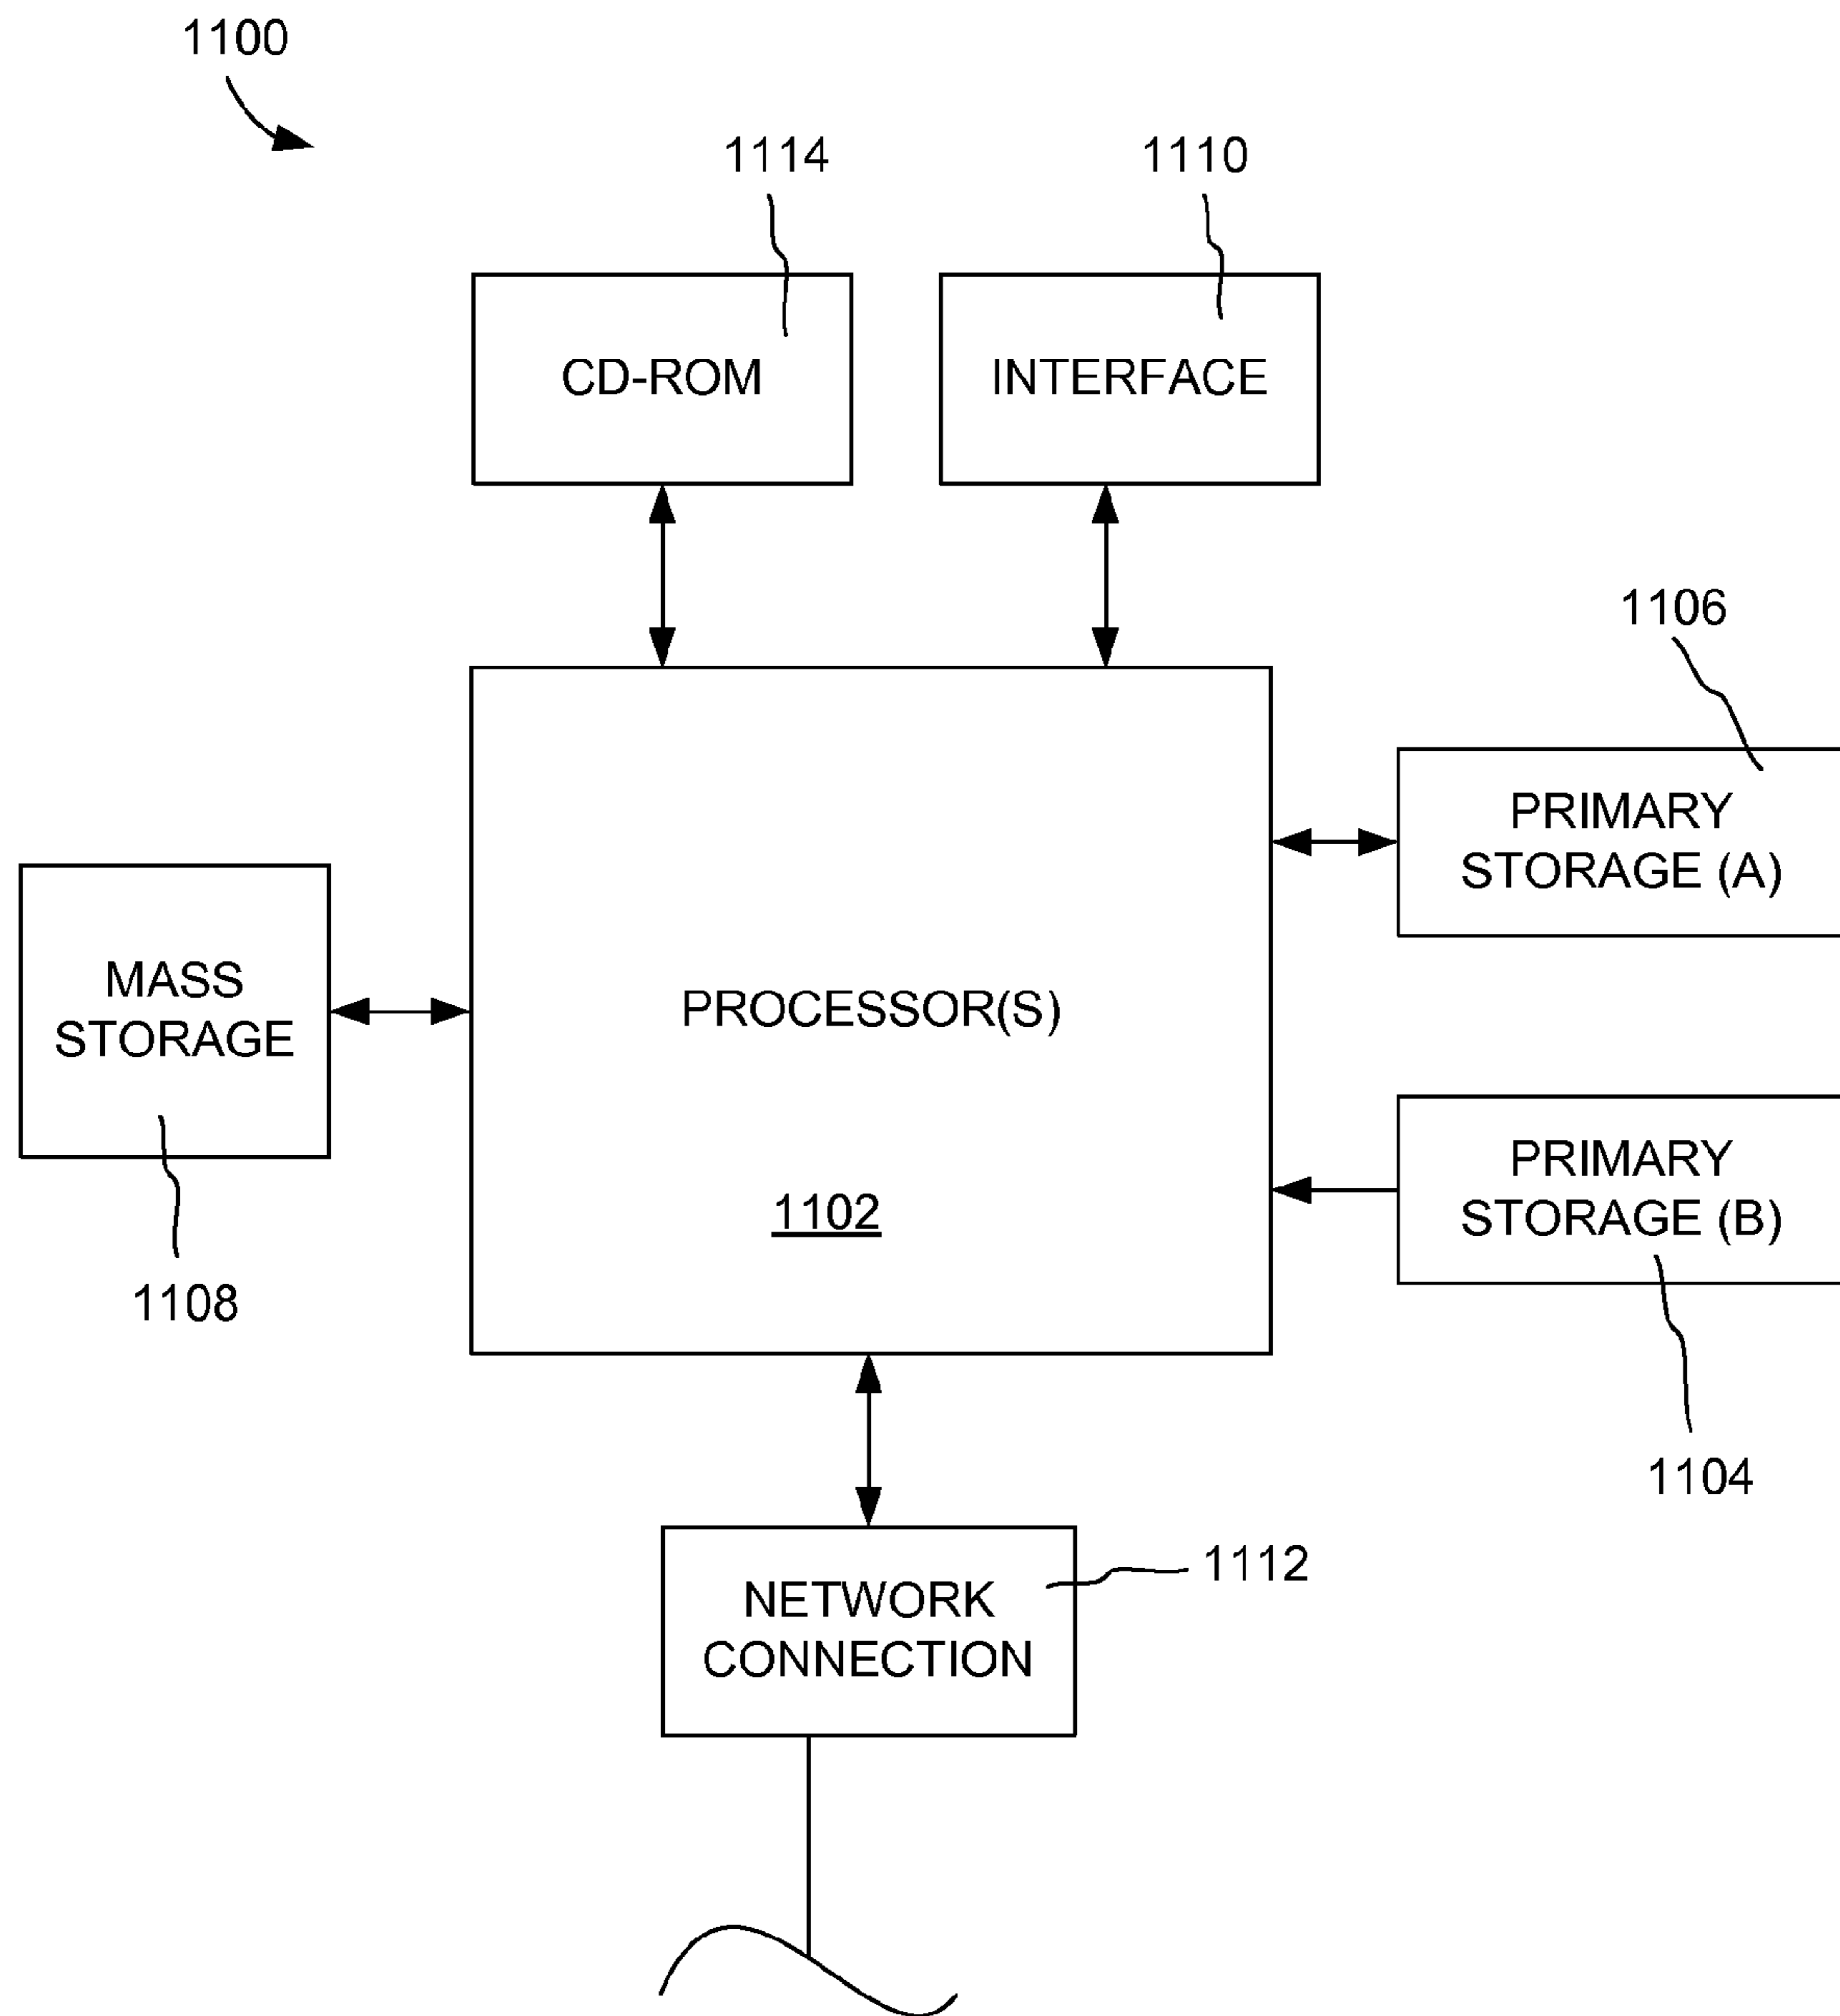 1100
1114
1110
CD-ROM
INTERFACE
1106
PRIMARY
STORAGE (A)
MASS
STORAGE
PROCESSOR(S)
PRIMARY
STORAGE (B)
1102
1108
1104
1112
NETWORK
CONNECTION